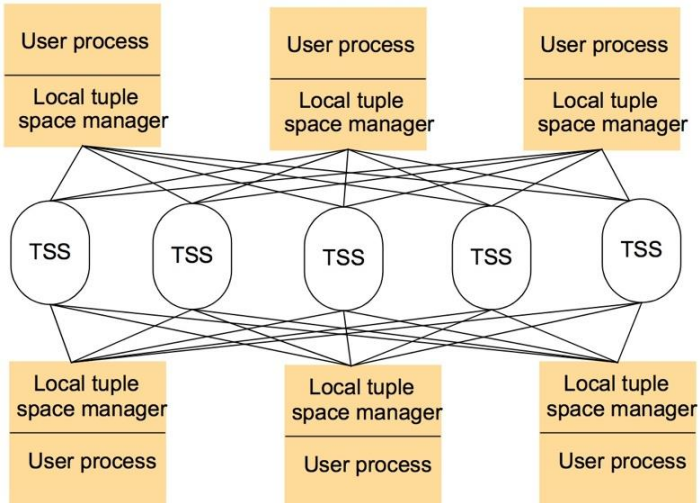 User process
User process
User process
Local tuple
space manager
Local tuple
space manager
Local tuple
space manager
TSS
TSS
TSS
TSS
TSS
Local tuple
space manager
Local tuple
space manager
Local tuple
space manager
User process
User process
User process